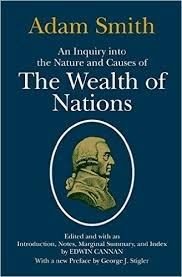 Adam Smith
An Inquiry into
the Nature and Causes of
The Wealth of
Nations
Edited and with an
Introduction, Notes, Marginal Summary, and Index
by EDWIN CANNAN
With a new Preface by George J. Stigler